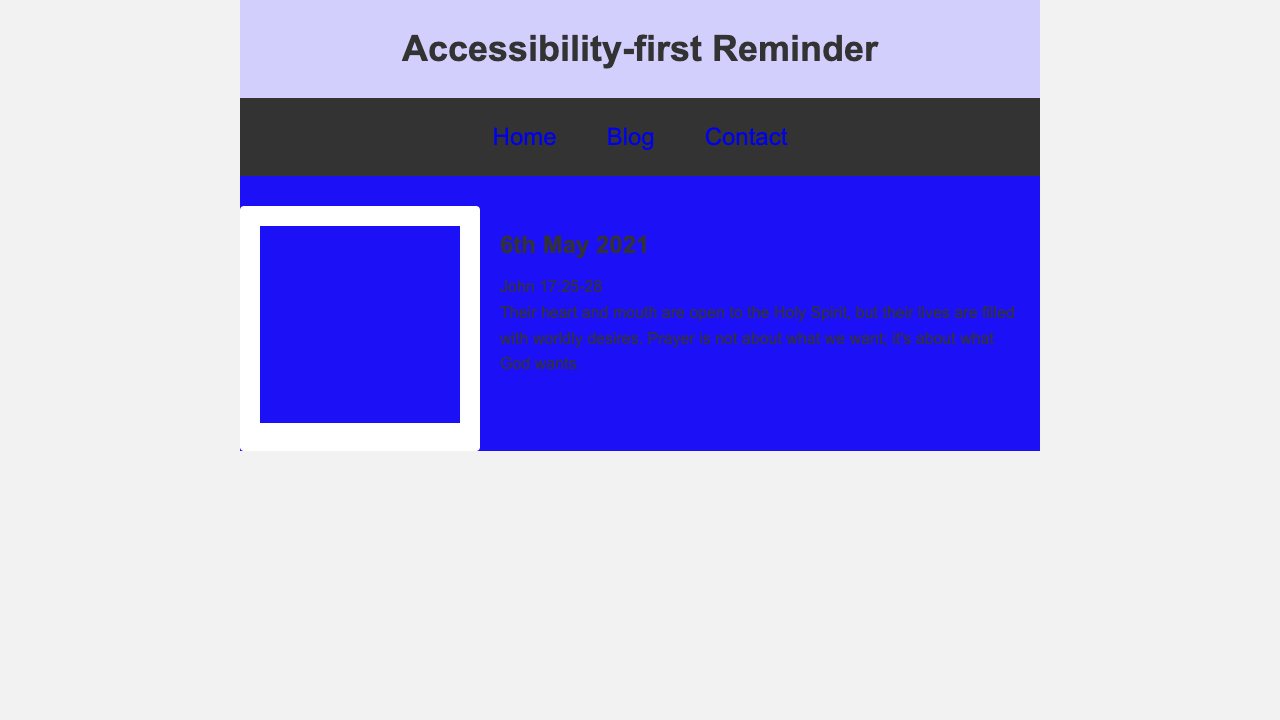 Accessibility-first Reminder
Home Blog Contact
6th May 2021
John 17:25-26.
Their heart and mouth are open to the Holy Spirit, but their lives are filled
with worldly desires. Prayer is not about what we want; it's about what
God wants.